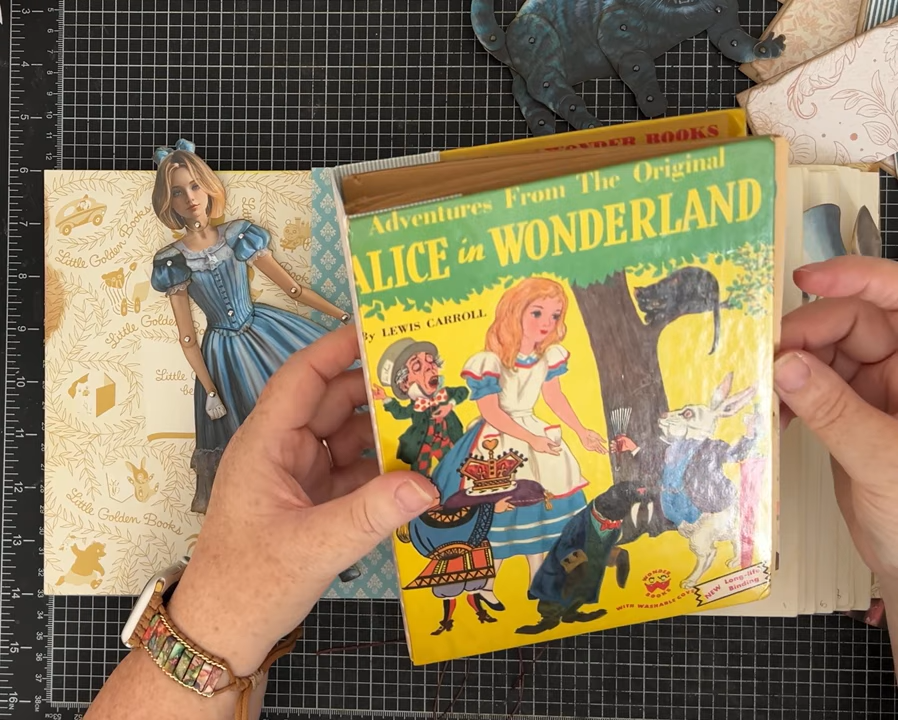 WONDER BOOKS
Adventures From The Original
ALICE in WONDERLAND
By LEWIS CARROLL
WONDER
BOOKS
WITH WASHABLE COVERS
NEW Long-life
Binding
Little Golden Books
Little Golden
Little Golden Books